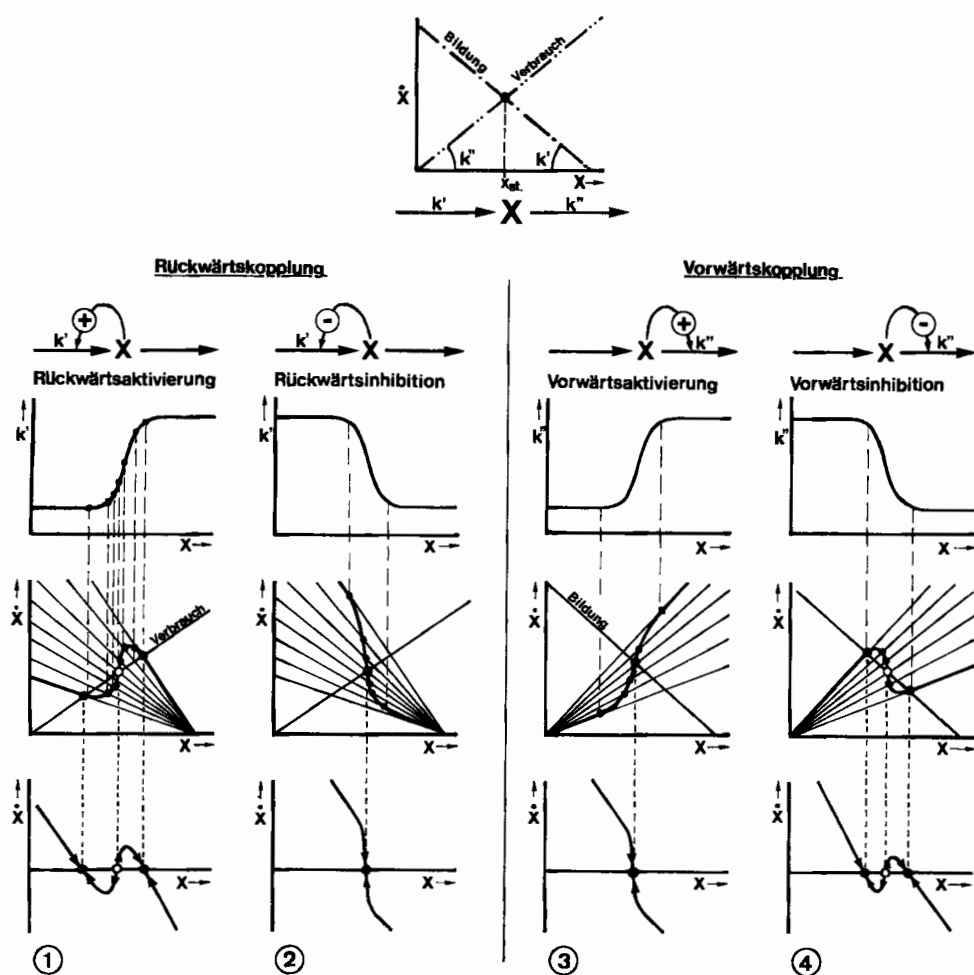 Bildung
Verbrauch
Ẋ
k'' k'
Xst. X→
k' X k''
Rückwärtskopplung
Vorwärtskopplung
+ - + -
k' X k' X X k'' X k''
Rückwärtsaktivierung Rückwärtsinhibition Vorwärtsaktivierung Vorwärtsinhibition
k' k' k'' k''
X→ X→ X→ X→
Ẋ Verbrauch Ẋ Ẋ Bildung Ẋ
X→ X→ X→ X→
Ẋ Ẋ Ẋ Ẋ
X→ X→ X→ X→
1 2 3 4